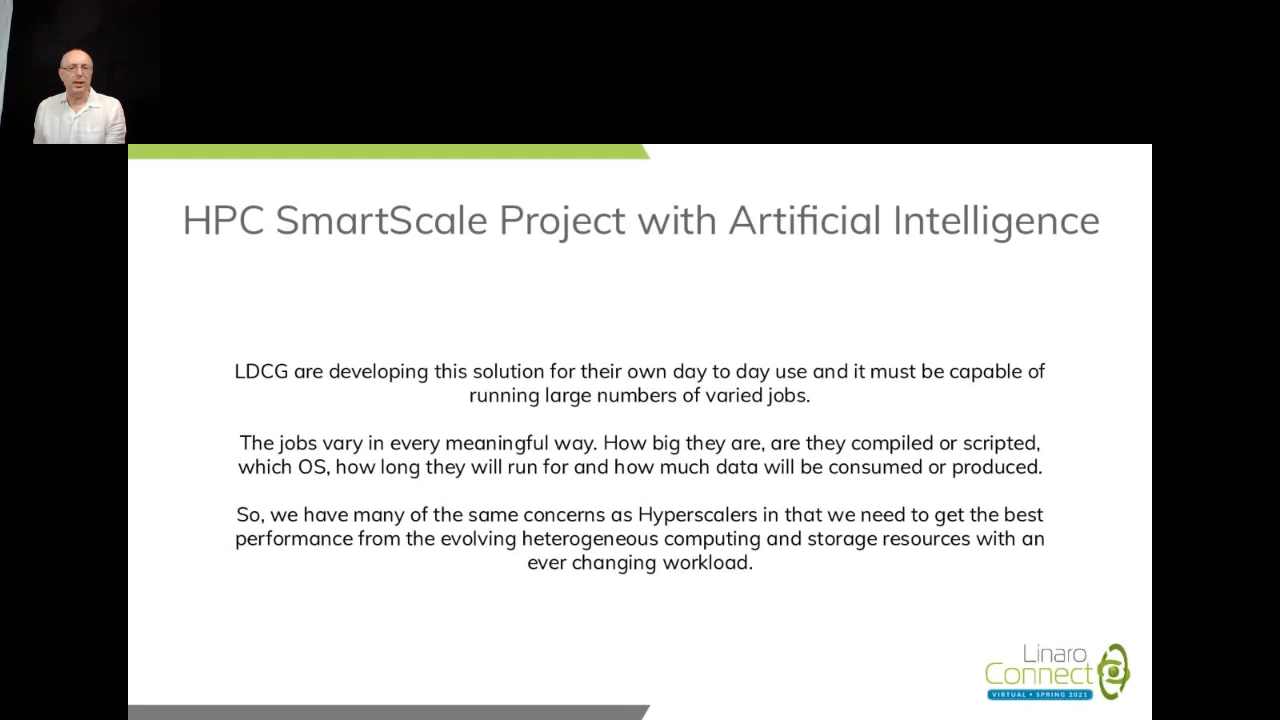 HPC SmartScale Project with Artificial Intelligence
LDCG are developing this solution for their own day to day use and it must be capable of
running large numbers of varied jobs.
The jobs vary in every meaningful way. How big they are, are they compiled or scripted,
which OS, how long they will run for and how much data will be consumed or produced.
So, we have many of the same concerns as Hyperscalers in that we need to get the best
performance from the evolving heterogeneous computing and storage resources with an
ever changing workload.
Linaro
Connect
VIRTUAL • SPRING 2021